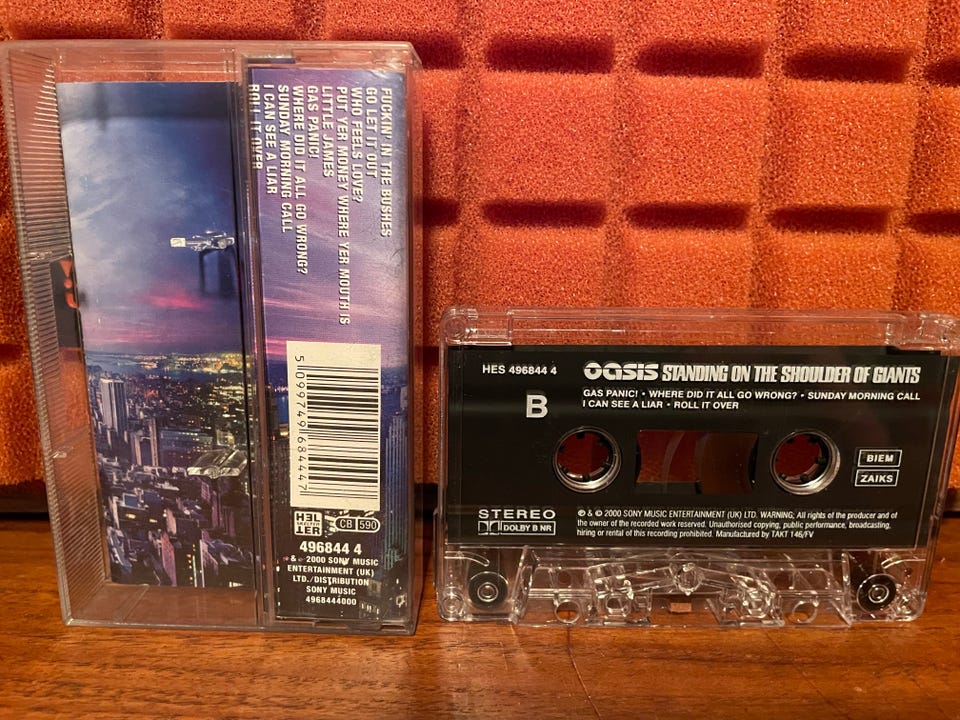 FUCKIN' IN THE BUSHES
GO LET IT OUT
WHO FEELS LOVE?
PUT YER MONEY WHERE YER MOUTH IS
LITTLE JAMES
GAS PANIC!
WHERE DID IT ALL GO WRONG?
SUNDAY MORNING CALL
I CAN SEE A LIAR
ROLL IT OVER
5 099749 684447
HEL
TER
CB 590
496844 4
℗ & © 2000 SONY MUSIC
ENTERTAINMENT (UK)
LTD./DISTRIBUTION
SONY MUSIC
4968444000
HES 496844 4
oasis STANDING ON THE SHOULDER OF GIANTS
B
GAS PANIC! • WHERE DID IT ALL GO WRONG? • SUNDAY MORNING CALL
I CAN SEE A LIAR • ROLL IT OVER
BIEM
ZAIKS
STEREO
DOLBY B NR
℗ & © 2000 SONY MUSIC ENTERTAINMENT (UK) LTD. WARNING; All rights of the producer and of
the owner of the recorded work reserved. Unauthorised copying, public performance, broadcasting,
hiring or rental of this recording prohibited. Manufactured by TAKT 146/FV